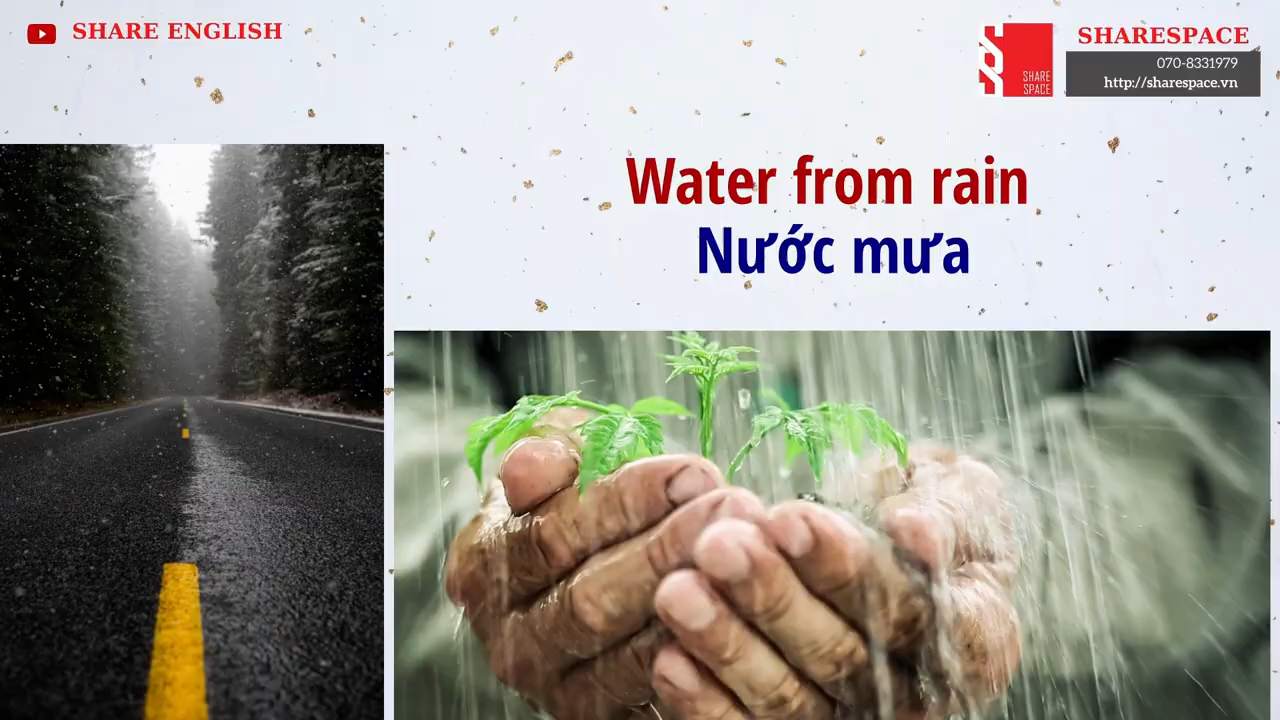 SHARE ENGLISH
SHARE
SPACE
SHARESPACE
070-8331979
http://sharespace.vn
Water from rain
Nước mưa